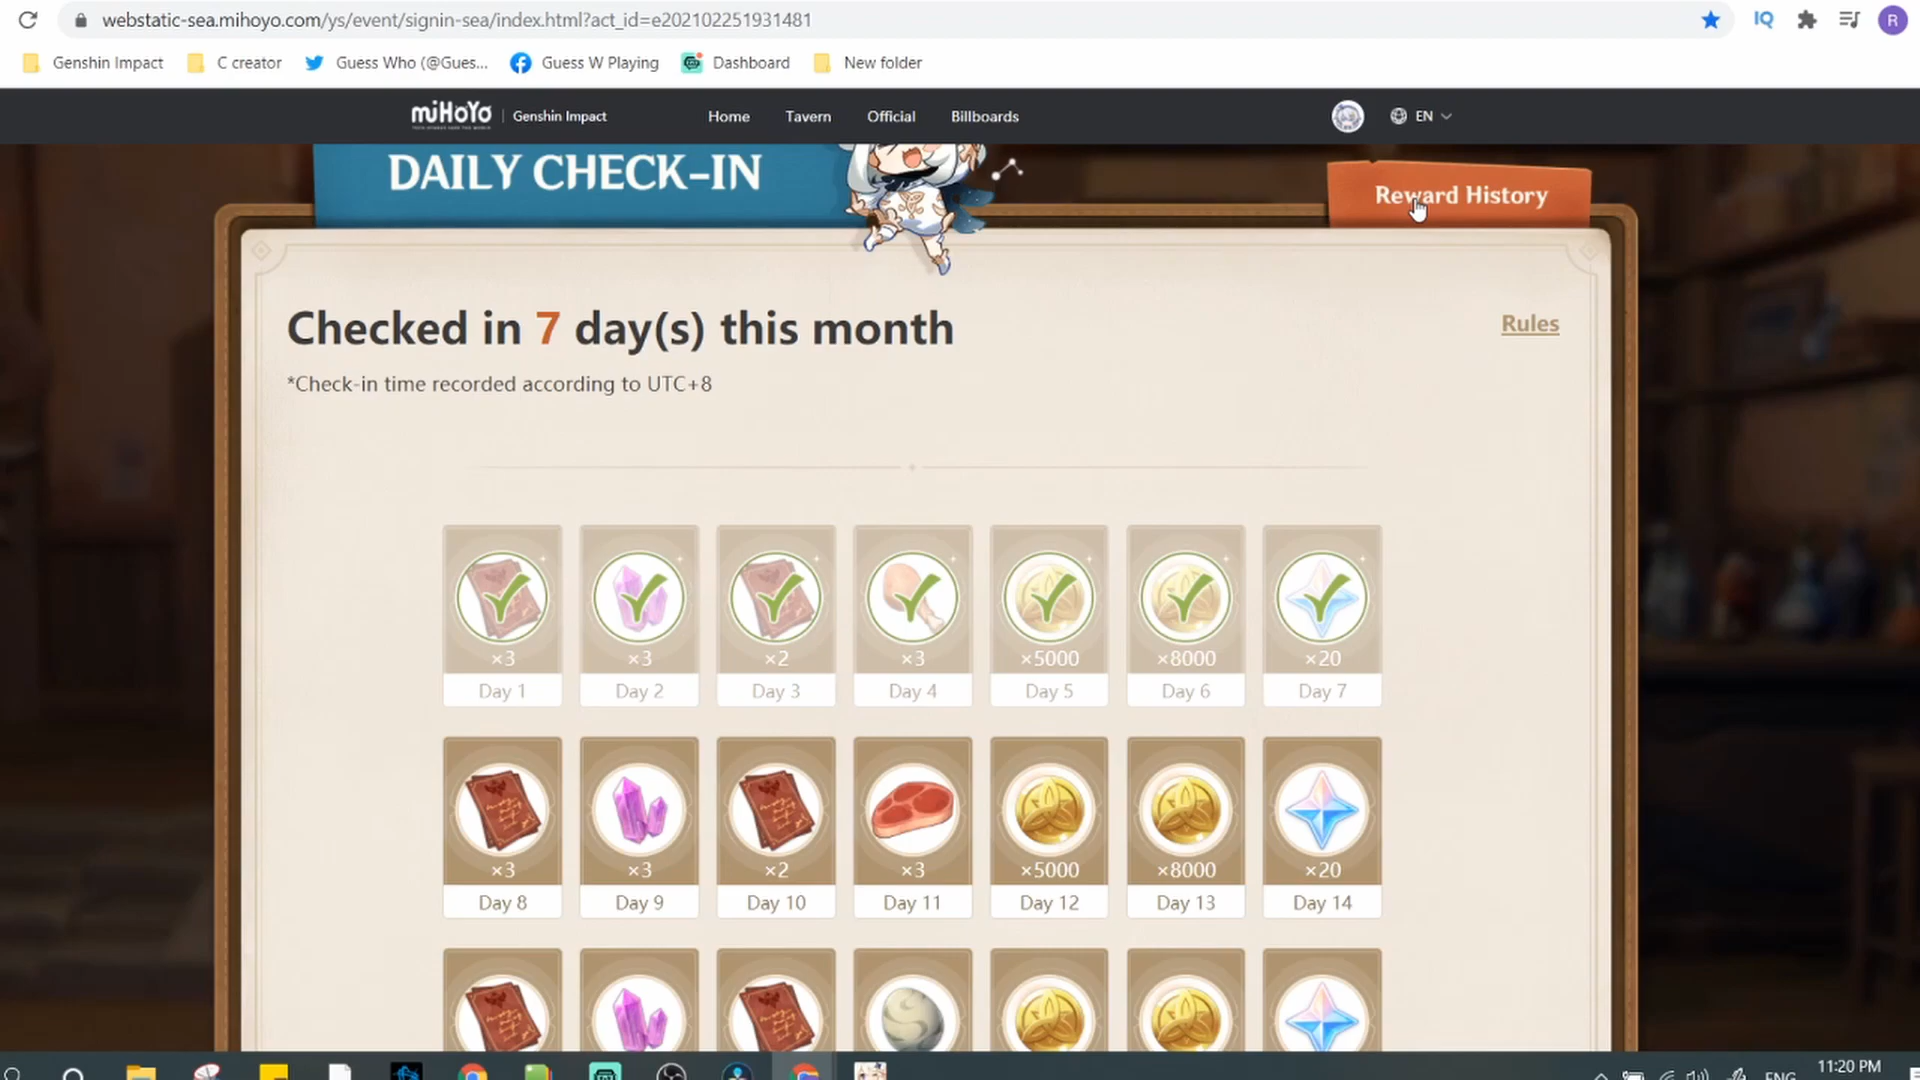 webstatic-sea.mihoyo.com/ys/event/signin-sea/index.html?act_id=e202102251931481
IQ
R
Genshin Impact
C creator
Guess Who (@Gues...
Guess W Playing
Dashboard
New folder
miHoYo
Genshin Impact
Home
Tavern
Official
Billboards
EN
DAILY CHECK-IN
Reward History
Checked in 7 day(s) this month
Rules
*Check-in time recorded according to UTC+8
×3
×3
×2
×3
×5000
×8000
×20
Day 1
Day 2
Day 3
Day 4
Day 5
Day 6
Day 7
×3
×3
×2
×3
×5000
×8000
×20
Day 8
Day 9
Day 10
Day 11
Day 12
Day 13
Day 14
ENG
11:20 PM